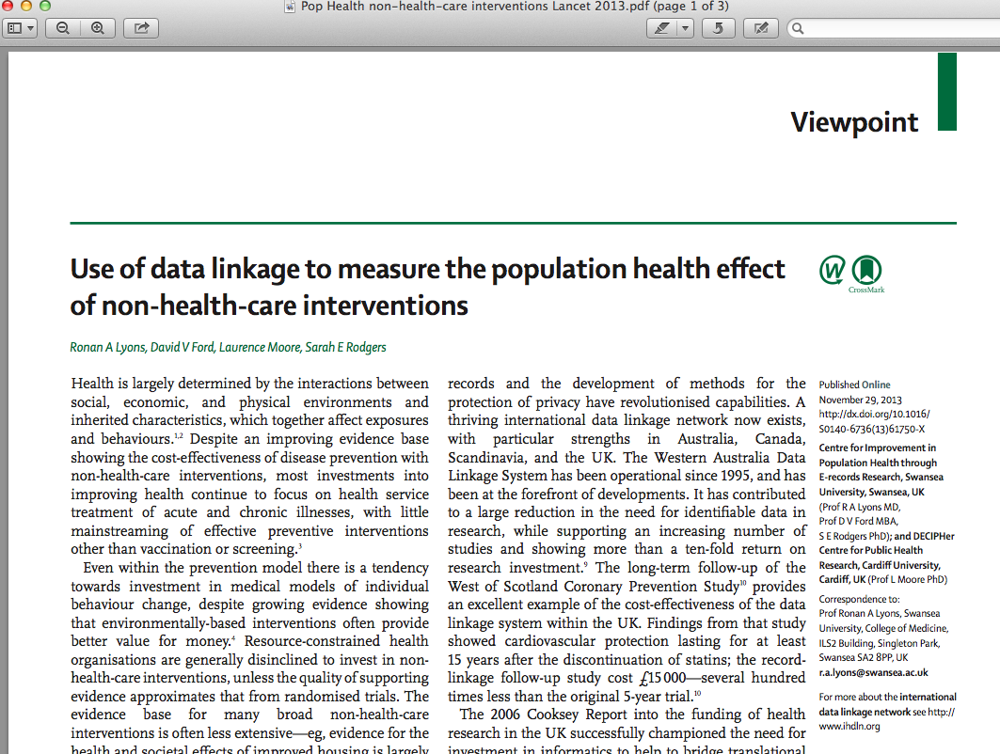 Pop Health non-health-care interventions Lancet 2013.pdf (page 1 of 3)
Viewpoint
Use of data linkage to measure the population health effect
of non-health-care interventions
W
CrossMark
Ronan A Lyons, David V Ford, Laurence Moore, Sarah E Rodgers
Health is largely determined by the interactions between
social, economic, and physical environments and
inherited characteristics, which together affect exposures
and behaviours.1,2 Despite an improving evidence base
showing the cost-effectiveness of disease prevention with
non-health-care interventions, most investments into
improving health continue to focus on health service
treatment of acute and chronic illnesses, with little
mainstreaming of effective preventive interventions
other than vaccination or screening.3
Even within the prevention model there is a tendency
towards investment in medical models of individual
behaviour change, despite growing evidence showing
that environmentally-based interventions often provide
better value for money.4 Resource-constrained health
organisations are generally disinclined to invest in non-
health-care interventions, unless the quality of supporting
evidence approximates that from randomised trials. The
evidence base for many broad non-health-care
interventions is often less extensive—eg, evidence for the
health and societal effects of improved housing is largely
records and the development of methods for the
protection of privacy have revolutionised capabilities. A
thriving international data linkage network now exists,
with particular strengths in Australia, Canada,
Scandinavia, and the UK. The Western Australia Data
Linkage System has been operational since 1995, and has
been at the forefront of developments. It has contributed
to a large reduction in the need for identifiable data in
research, while supporting an increasing number of
studies and showing more than a ten-fold return on
research investment.9 The long-term follow-up of the
West of Scotland Coronary Prevention Study10 provides
an excellent example of the cost-effectiveness of the data
linkage system within the UK. Findings from that study
showed cardiovascular protection lasting for at least
15 years after the discontinuation of statins; the record-
linkage follow-up study cost £15 000—several hundred
times less than the original 5-year trial.10
The 2006 Cooksey Report into the funding of health
research in the UK successfully championed the need for
investment in informatics to help to bridge translational
Published Online
November 29, 2013
http://dx.doi.org/10.1016/
S0140-6736(13)61750-X
Centre for Improvement in
Population Health through
E-records Research, Swansea
University, Swansea, UK
(Prof R A Lyons MD,
Prof D V Ford MBA,
S E Rodgers PhD); and DECIPHer
Centre for Public Health
Research, Cardiff University,
Cardiff, UK (Prof L Moore PhD)
Correspondence to:
Prof Ronan A Lyons, Swansea
University, College of Medicine,
ILS2 Building, Singleton Park,
Swansea SA2 8PP, UK
r.a.lyons@swansea.ac.uk
For more about the international
data linkage network see http://
www.ihdln.org